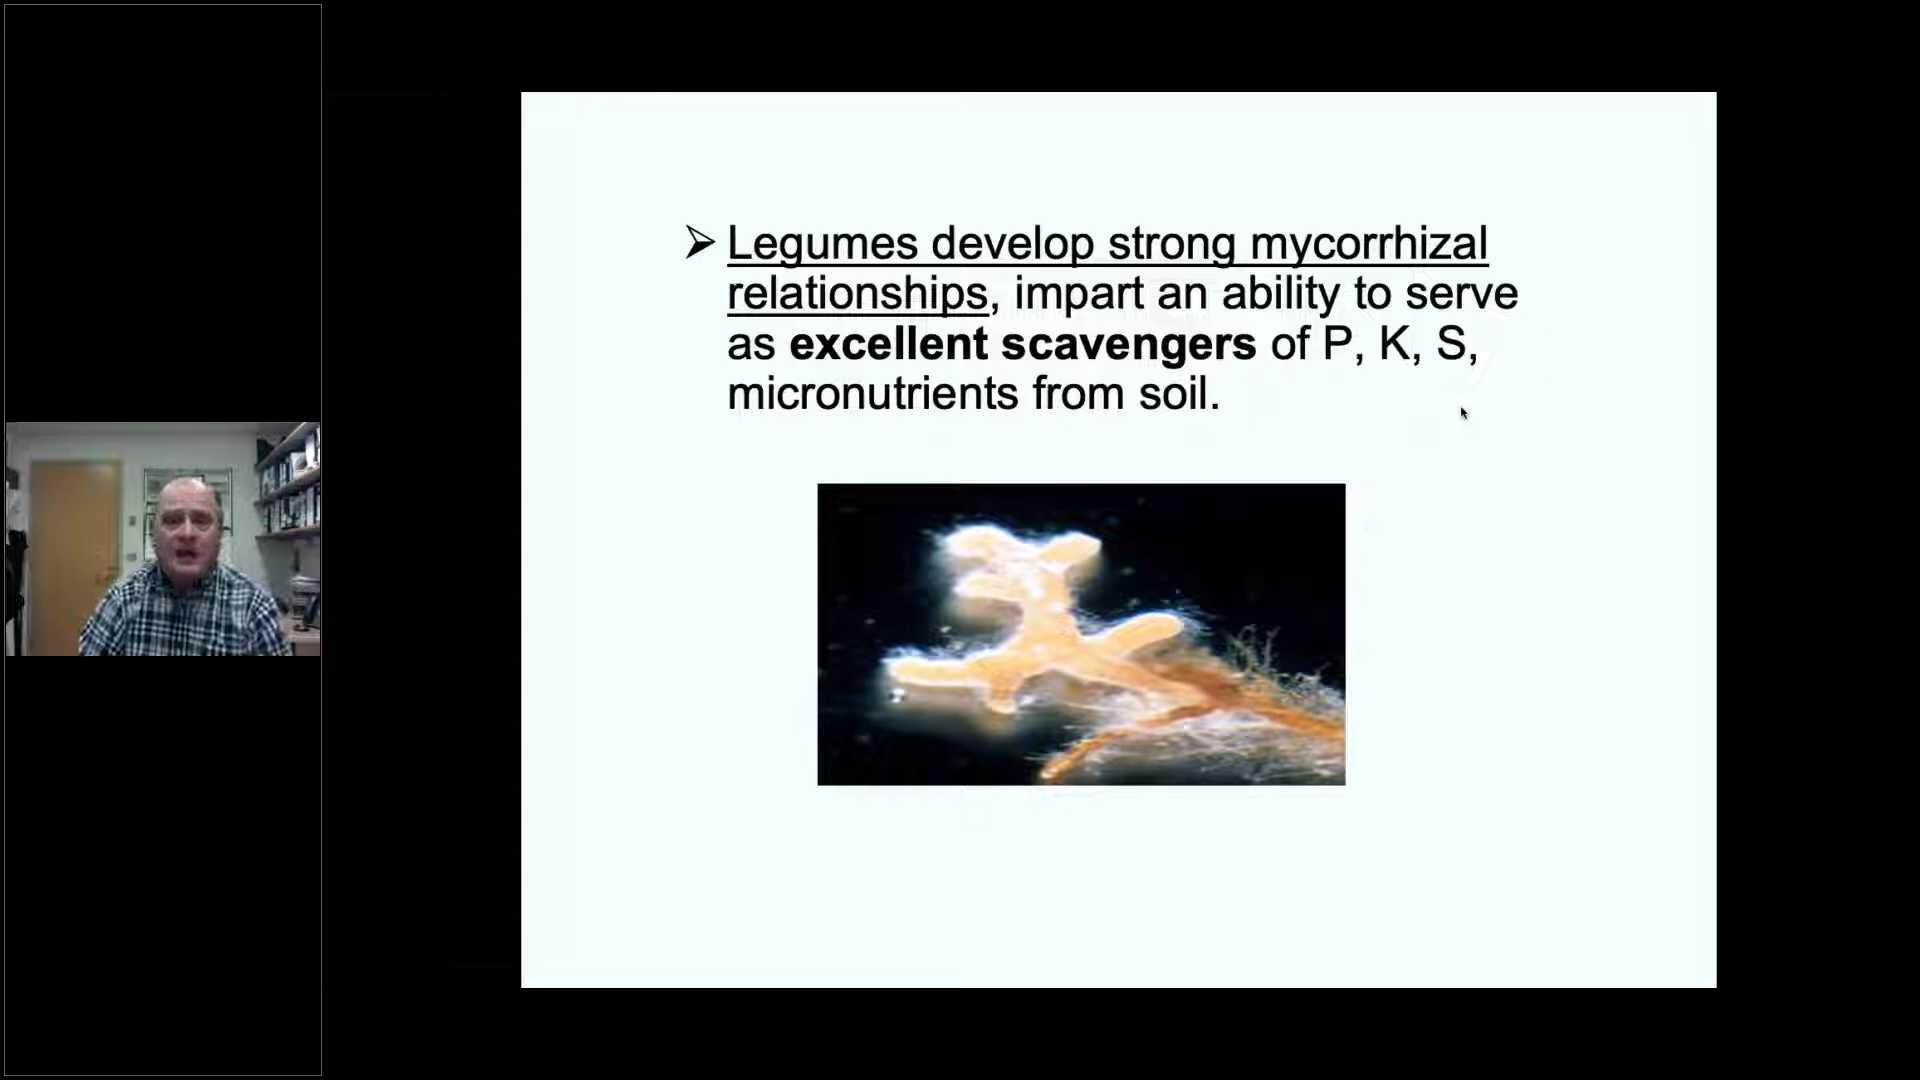 ➢ Legumes develop strong mycorrhizal
relationships, impart an ability to serve
as excellent scavengers of P, K, S,
micronutrients from soil.